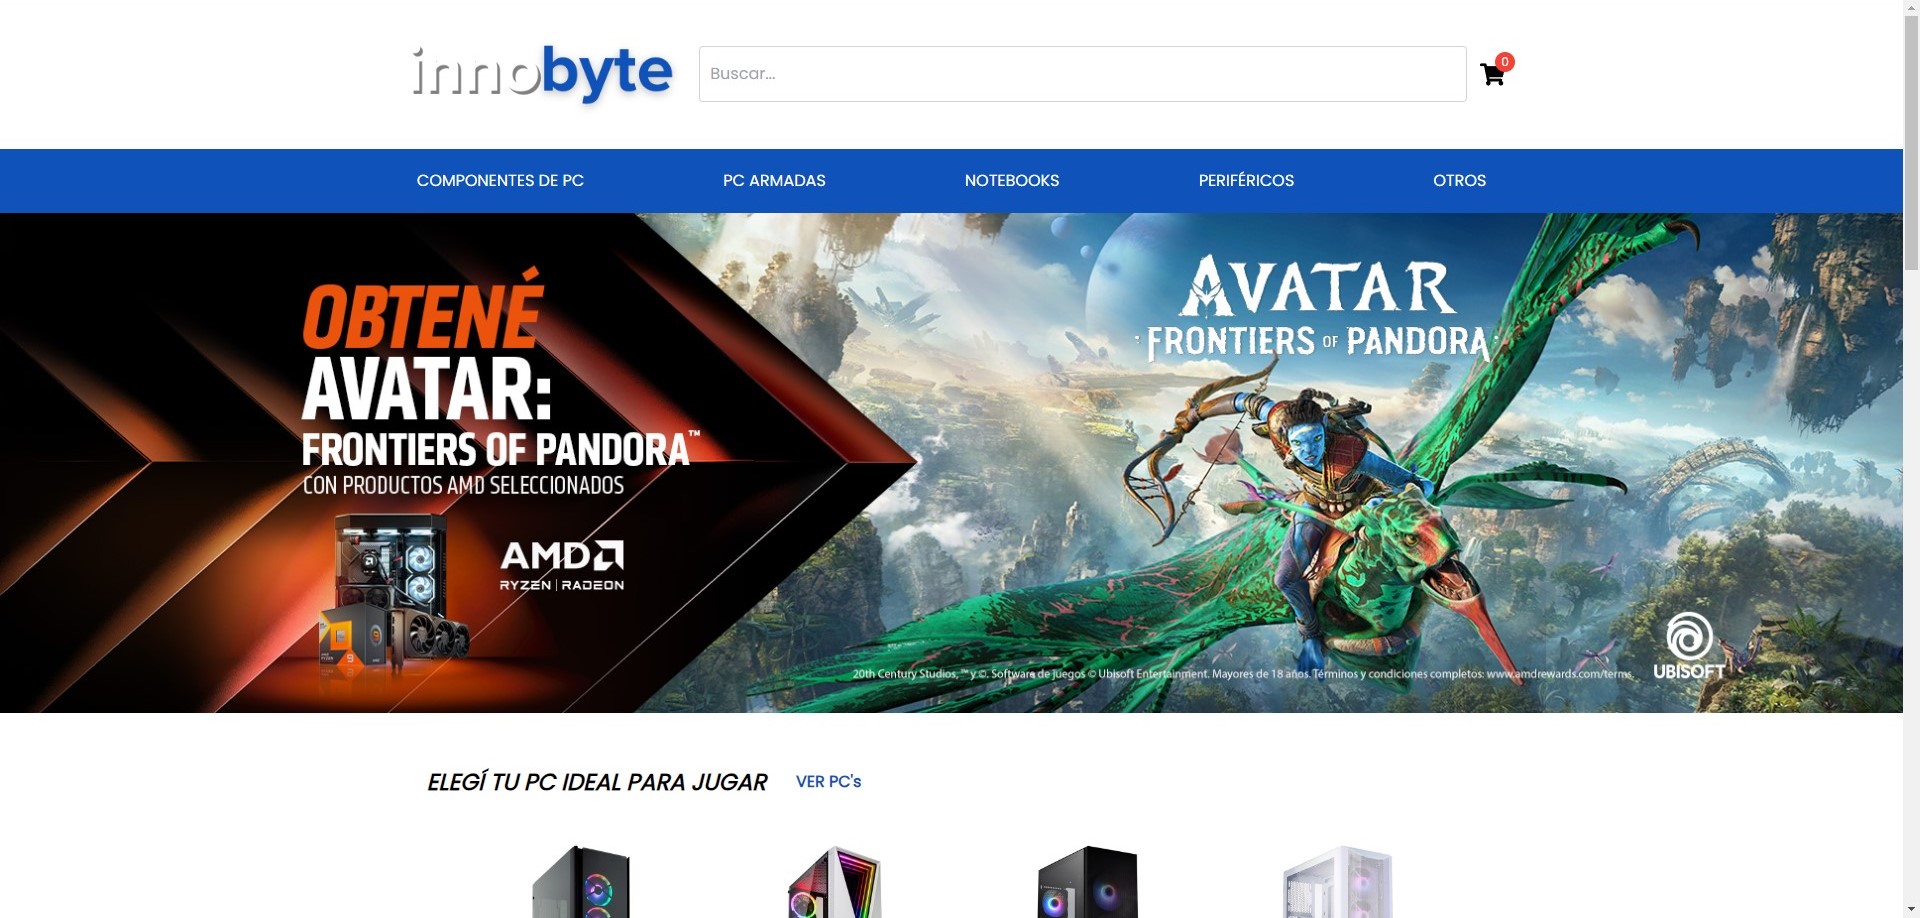 innobyte
Buscar...
0
COMPONENTES DE PC
PC ARMADAS
NOTEBOOKS
PERIFÉRICOS
OTROS
OBTENÉ
AVATAR:
FRONTIERS OF PANDORA™
CON PRODUCTOS AMD SELECCIONADOS
AMD
RYZEN | RADEON
AVATAR
FRONTIERS OF PANDORA
UBISOFT
20th Century Studios, ™ y ©. Software de juegos © Ubisoft Entertainment. Mayores de 18 años. Términos y condiciones completos: www.amdrewards.com/terms.
ELEGÍ TU PC IDEAL PARA JUGAR
VER PC's